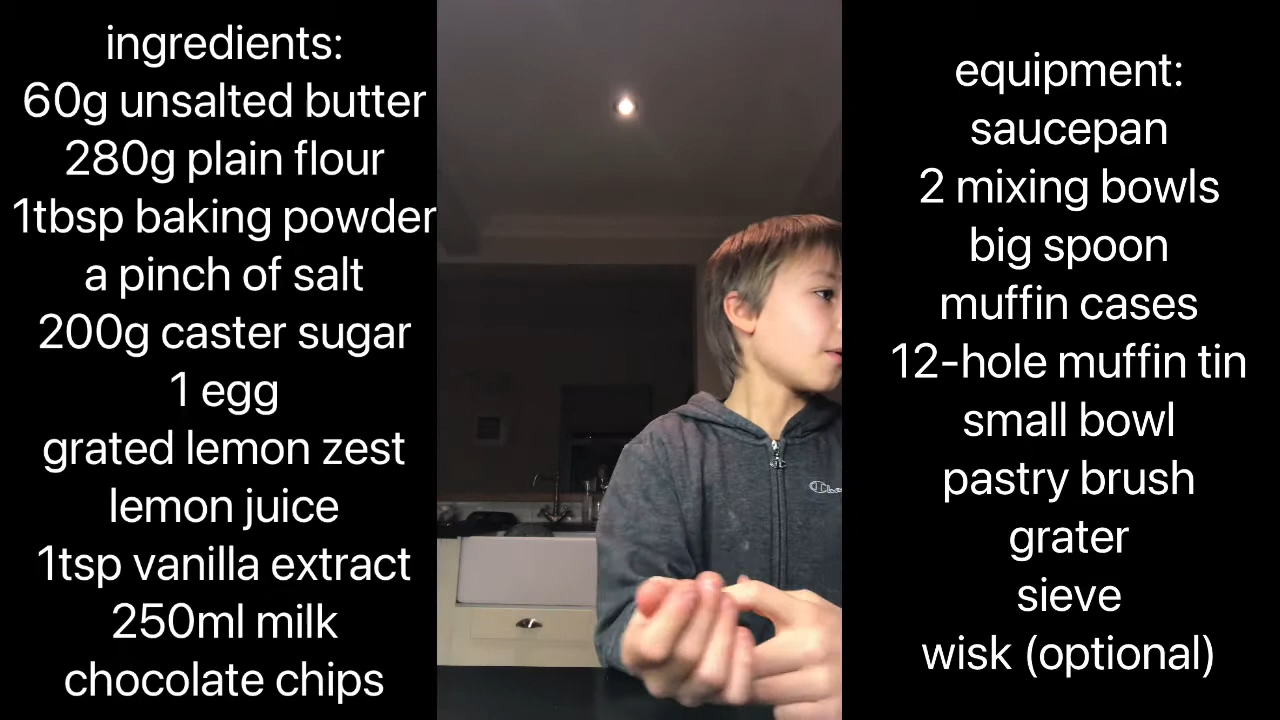 ingredients:
60g unsalted butter
280g plain flour
1tbsp baking powder
a pinch of salt
200g caster sugar
1 egg
grated lemon zest
lemon juice
1tsp vanilla extract
250ml milk
chocolate chips
equipment:
saucepan
2 mixing bowls
big spoon
muffin cases
12-hole muffin tin
small bowl
pastry brush
grater
sieve
wisk (optional)